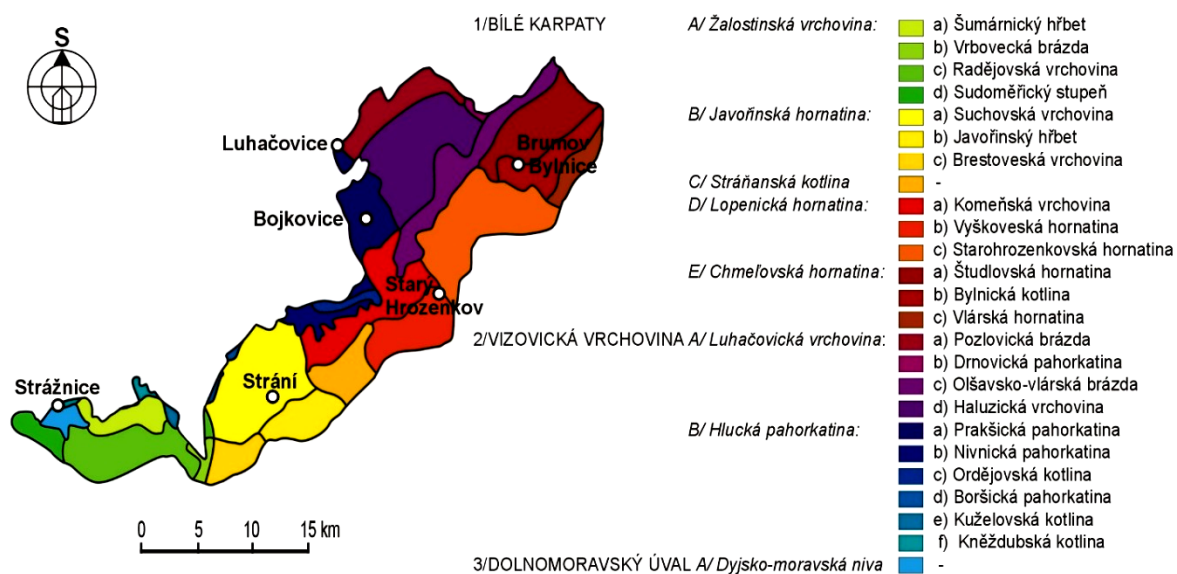 S
1/BÍLÉ KARPATY
A/ Žalostinská vrchovina:
a) Šumárnický hřbet
b) Vrbovecká brázda
c) Radějovská vrchovina
d) Sudoměřický stupeň
B/ Javořinská hornatina:
a) Suchovská vrchovina
b) Javořinský hřbet
c) Brestoveská vrchovina
C/ Stráňanská kotlina
-
D/ Lopenická hornatina:
a) Komeňská vrchovina
b) Vyškoveská hornatina
c) Starohrozenkovská hornatina
E/ Chmeľovská hornatina:
a) Študlovská hornatina
b) Bylnická kotlina
c) Vlárská hornatina
2/VIZOVICKÁ VRCHOVINA A/ Luhačovická vrchovina:
a) Pozlovická brázda
b) Drnovická pahorkatina
c) Olšavsko-vlárská brázda
d) Haluzická vrchovina
B/ Hlucká pahorkatina:
a) Prakšická pahorkatina
b) Nivnická pahorkatina
c) Ordějovská kotlina
d) Boršická pahorkatina
e) Kuželovská kotlina
f) Kněždubská kotlina
3/DOLNOMORAVSKÝ ÚVAL A/ Dyjsko-moravská niva
-
Luhačovice
Brumov
Bylnice
Bojkovice
Starý
Hrozenkov
Strážnice
Strání
0 5 10 15 km